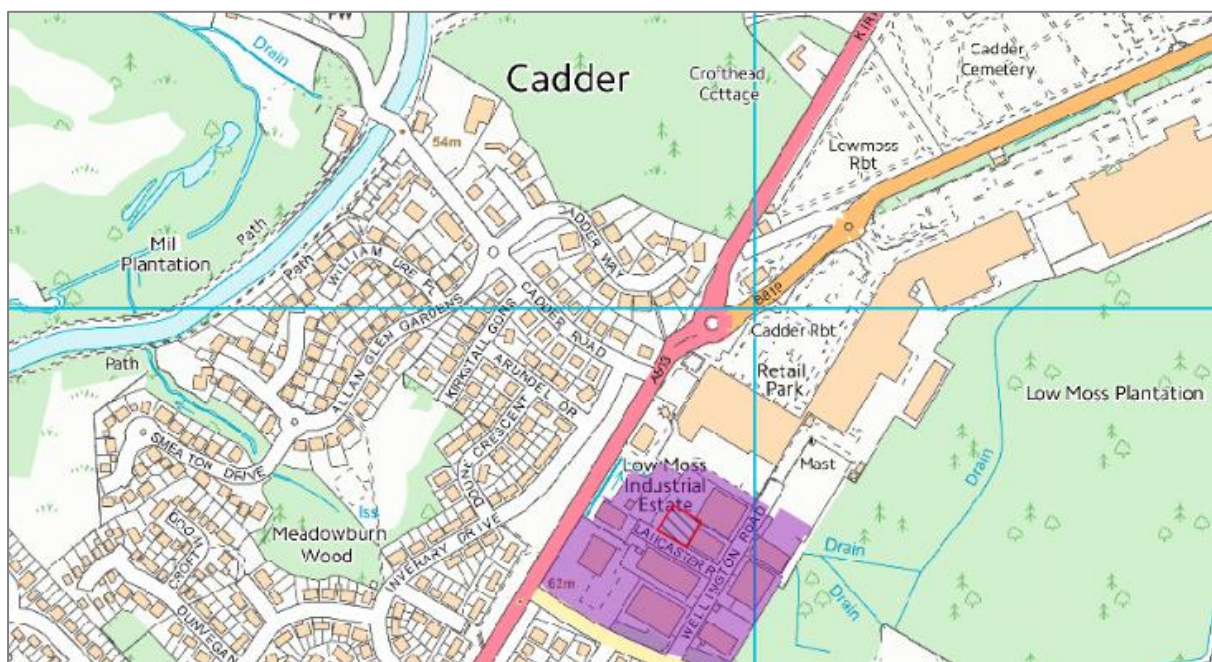 PW
Drain
KIRK
Cadder
Cemetery
Cadder
Crofthead
Cottage
54m
Lowmoss
Rbt
CADDER WAY
Path
Mill
Plantation
Path
WILLIAM URE PL
B819
CADDER ROAD
KIRKSTALL GDNS
ALLAN GLEN GARDENS
Cadder Rbt
Path
A803
ARUNDEL DR
Retail
Park
Low Moss Plantation
DOUNE CRESCENT
SMEATON DRIVE
Low Moss
Industrial
Estate
Mast
Drain
Iss
Meadowburn
Wood
LANCASTER R
WELLINGTON ROAD
INVERARY DRIVE
CROFT
Drain
62m
Drain
DUNVEGAN